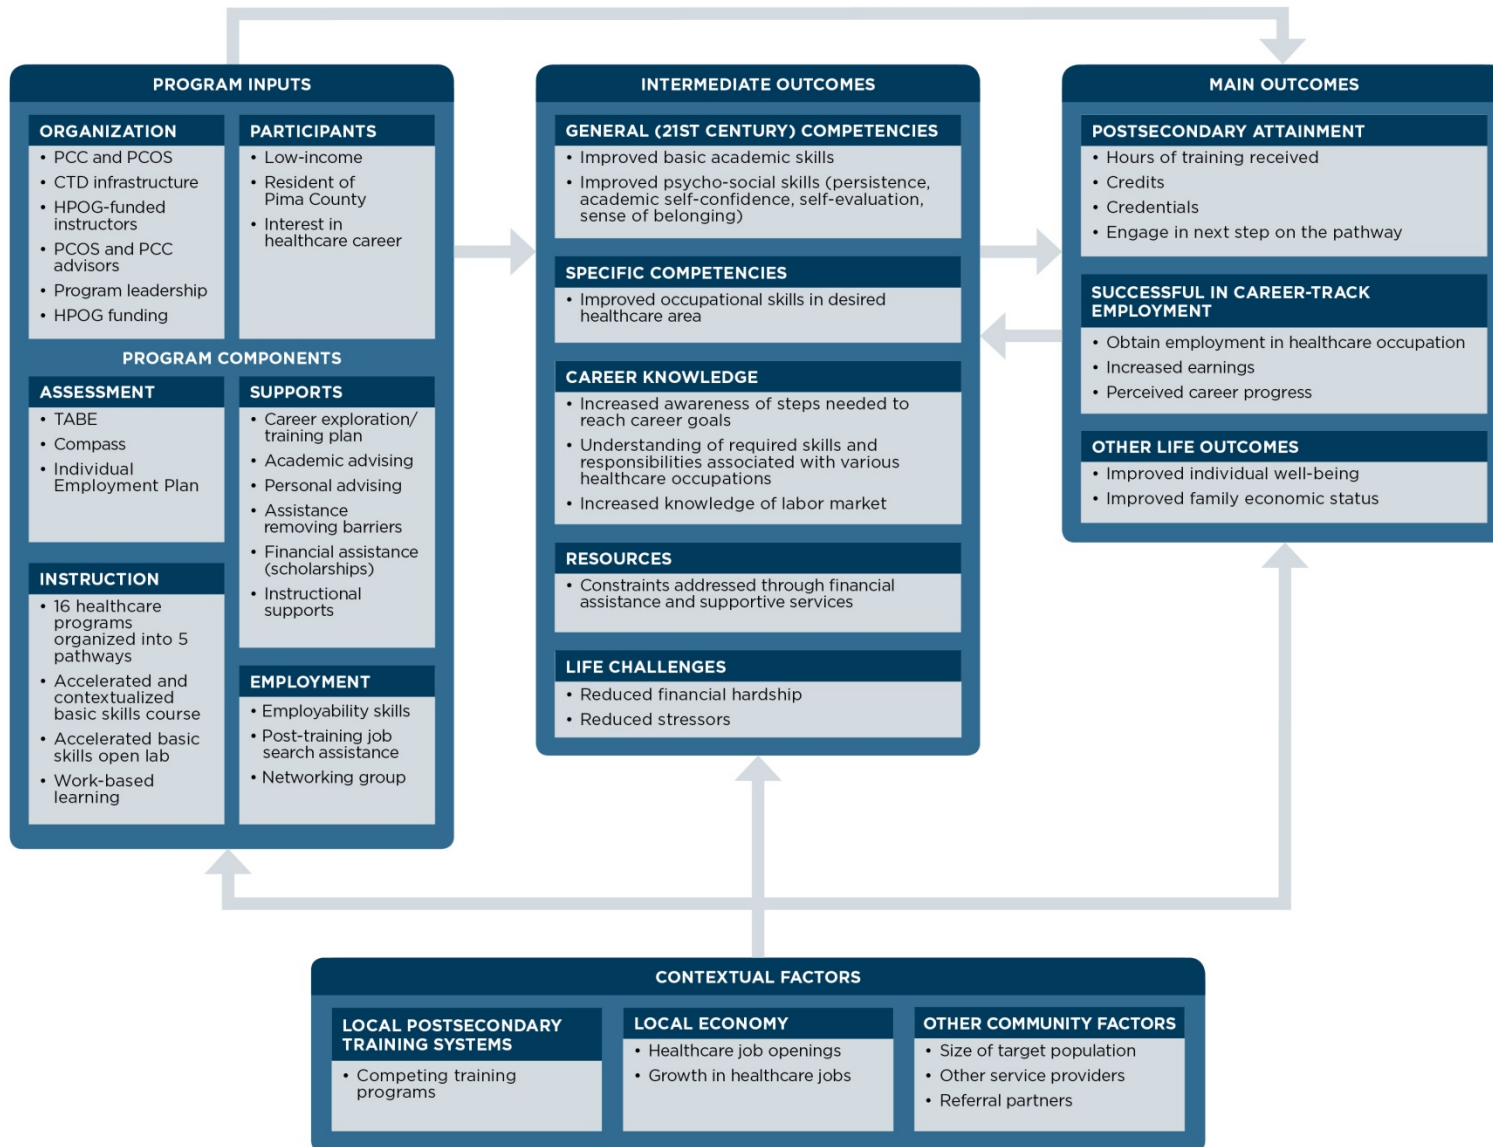 PROGRAM INPUTS
ORGANIZATION
• PCC and PCOS
• CTD infrastructure
• HPOG-funded
instructors
• PCOS and PCC
advisors
• Program leadership
• HPOG funding
PARTICIPANTS
• Low-income
• Resident of
Pima County
• Interest in
healthcare career
PROGRAM COMPONENTS
ASSESSMENT
• TABE
• Compass
• Individual
Employment Plan
SUPPORTS
• Career exploration/
training plan
• Academic advising
• Personal advising
• Assistance
removing barriers
• Financial assistance
(scholarships)
• Instructional
supports
INSTRUCTION
• 16 healthcare
programs
organized into 5
pathways
• Accelerated and
contextualized
basic skills course
• Accelerated basic
skills open lab
• Work-based
learning
EMPLOYMENT
• Employability skills
• Post-training job
search assistance
• Networking group
INTERMEDIATE OUTCOMES
GENERAL (21ST CENTURY) COMPETENCIES
• Improved basic academic skills
• Improved psycho-social skills (persistence,
academic self-confidence, self-evaluation,
sense of belonging)
SPECIFIC COMPETENCIES
• Improved occupational skills in desired
healthcare area
CAREER KNOWLEDGE
• Increased awareness of steps needed to
reach career goals
• Understanding of required skills and
responsibilities associated with various
healthcare occupations
• Increased knowledge of labor market
RESOURCES
• Constraints addressed through financial
assistance and supportive services
LIFE CHALLENGES
• Reduced financial hardship
• Reduced stressors
MAIN OUTCOMES
POSTSECONDARY ATTAINMENT
• Hours of training received
• Credits
• Credentials
• Engage in next step on the pathway
SUCCESSFUL IN CAREER-TRACK
EMPLOYMENT
• Obtain employment in healthcare occupation
• Increased earnings
• Perceived career progress
OTHER LIFE OUTCOMES
• Improved individual well-being
• Improved family economic status
CONTEXTUAL FACTORS
LOCAL POSTSECONDARY
TRAINING SYSTEMS
• Competing training
programs
LOCAL ECONOMY
• Healthcare job openings
• Growth in healthcare jobs
OTHER COMMUNITY FACTORS
• Size of target population
• Other service providers
• Referral partners